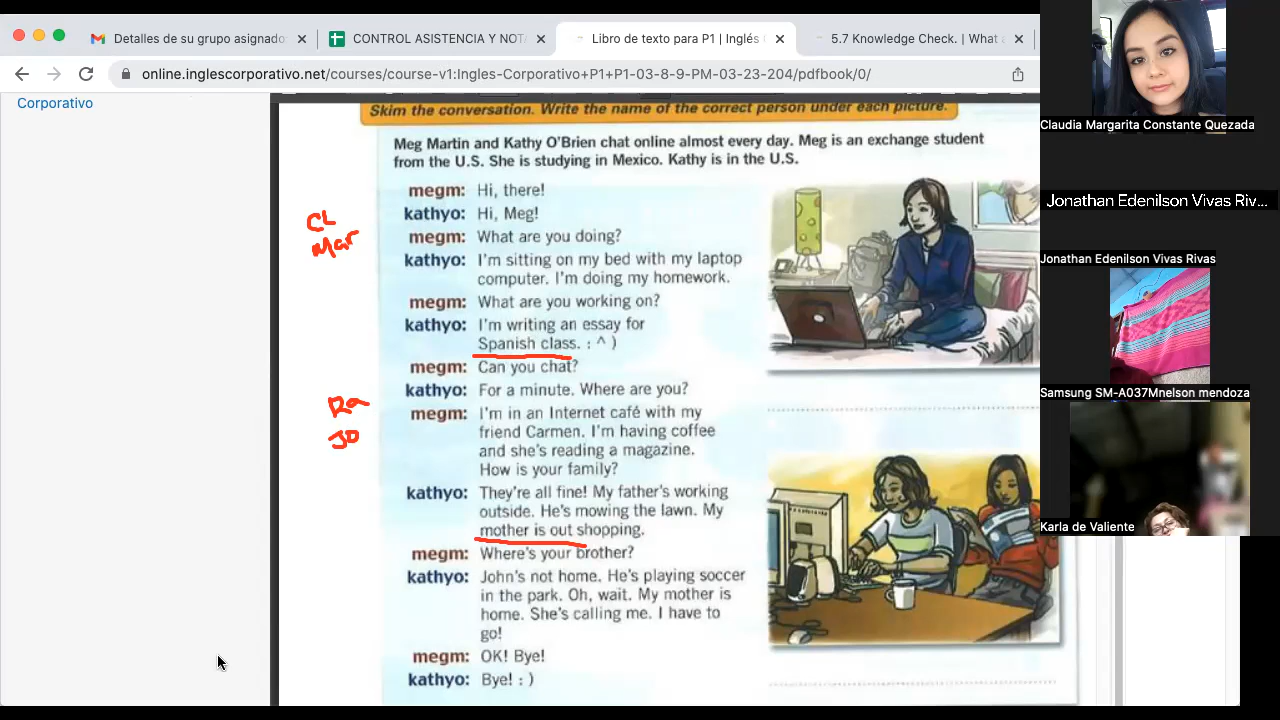 Detalles de su grupo asignado
CONTROL ASISTENCIA Y NOTA
Libro de texto para P1 | Inglés
5.7 Knowledge Check. | What a
online.inglescorporativo.net/courses/course-v1:Ingles-Corporativo+P1+P1-03-8-9-PM-03-23-204/pdfbook/0/
Corporativo
Skim the conversation. Write the name of the correct person under each picture.
Meg Martin and Kathy O'Brien chat online almost every day. Meg is an exchange student
from the U.S. She is studying in Mexico. Kathy is in the U.S.
megm: Hi, there!
kathyo: Hi, Meg!
megm: What are you doing?
kathyo: I'm sitting on my bed with my laptop
computer. I'm doing my homework.
megm: What are you working on?
kathyo: I'm writing an essay for
Spanish class. : ^ )
megm: Can you chat?
kathyo: For a minute. Where are you?
megm: I'm in an Internet café with my
friend Carmen. I'm having coffee
and she's reading a magazine.
How is your family?
kathyo: They're all fine! My father's working
outside. He's mowing the lawn. My
mother is out shopping.
megm: Where's your brother?
kathyo: John's not home. He's playing soccer
in the park. Oh, wait. My mother is
home. She's calling me. I have to
go!
megm: OK! Bye!
kathyo: Bye! : )
CL
Mar
Ra
JO
Claudia Margarita Constante Quezada
Jonathan Edenilson Vivas Riv...
Jonathan Edenilson Vivas Rivas
Samsung SM-A037Mnelson mendoza
Karla de Valiente